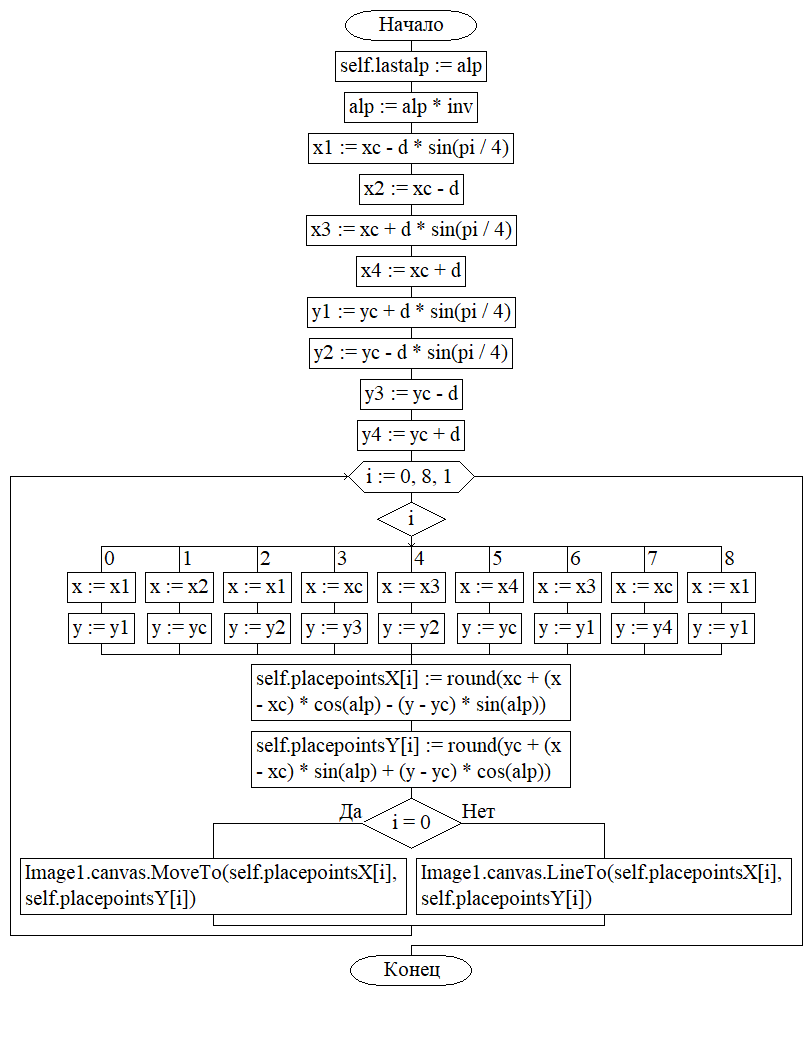 Начало
self.lastalp := alp
alp := alp * inv
x1 := xc - d * sin(pi / 4)
x2 := xc - d
x3 := xc + d * sin(pi / 4)
x4 := xc + d
y1 := yc + d * sin(pi / 4)
y2 := yc - d * sin(pi / 4)
y3 := yc - d
y4 := yc + d
i := 0, 8, 1
i
0 1 2 3 4 5 6 7 8
x := x1 x := x2 x := x1 x := xc x := x3 x := x4 x := x3 x := xc x := x1
y := y1 y := yc y := y2 y := y3 y := y2 y := yc y := y1 y := y4 y := y1
self.placepointsX[i] := round(xc + (x
- xc) * cos(alp) - (y - yc) * sin(alp))
self.placepointsY[i] := round(yc + (x
- xc) * sin(alp) + (y - yc) * cos(alp))
Да i = 0 Нет
Image1.canvas.MoveTo(self.placepointsX[i],
self.placepointsY[i])
Image1.canvas.LineTo(self.placepointsX[i],
self.placepointsY[i])
Конец